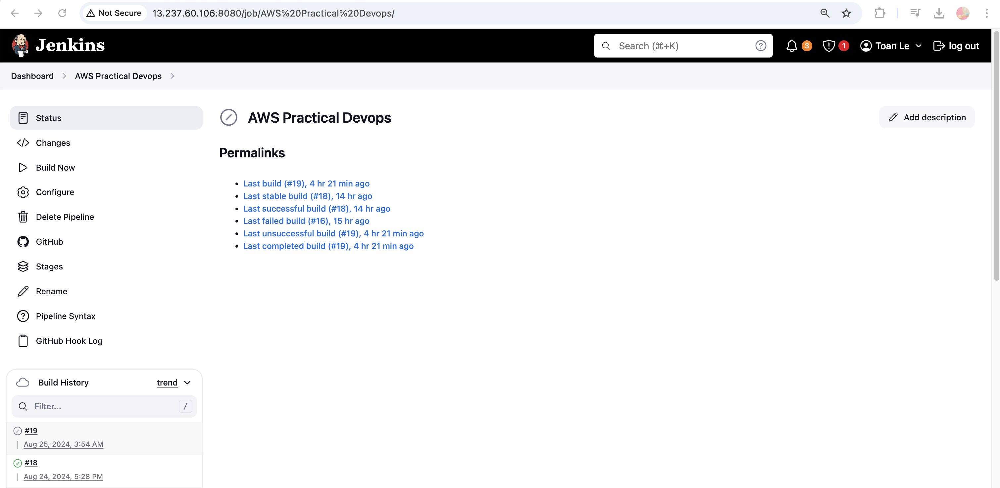 Not Secure 13.237.60.106:8080/job/AWS%20Practical%20Devops/
Jenkins
Search (⌘+K)
?
3
1
Toan Le
log out
Dashboard
AWS Practical Devops
Status
Changes
Build Now
Configure
Delete Pipeline
GitHub
Stages
Rename
Pipeline Syntax
GitHub Hook Log
AWS Practical Devops
Add description
Permalinks
Last build (#19), 4 hr 21 min ago
Last stable build (#18), 14 hr ago
Last successful build (#18), 14 hr ago
Last failed build (#16), 15 hr ago
Last unsuccessful build (#19), 4 hr 21 min ago
Last completed build (#19), 4 hr 21 min ago
Build History trend
Filter... /
#19
Aug 25, 2024, 3:54 AM
#18
Aug 24, 2024, 5:28 PM